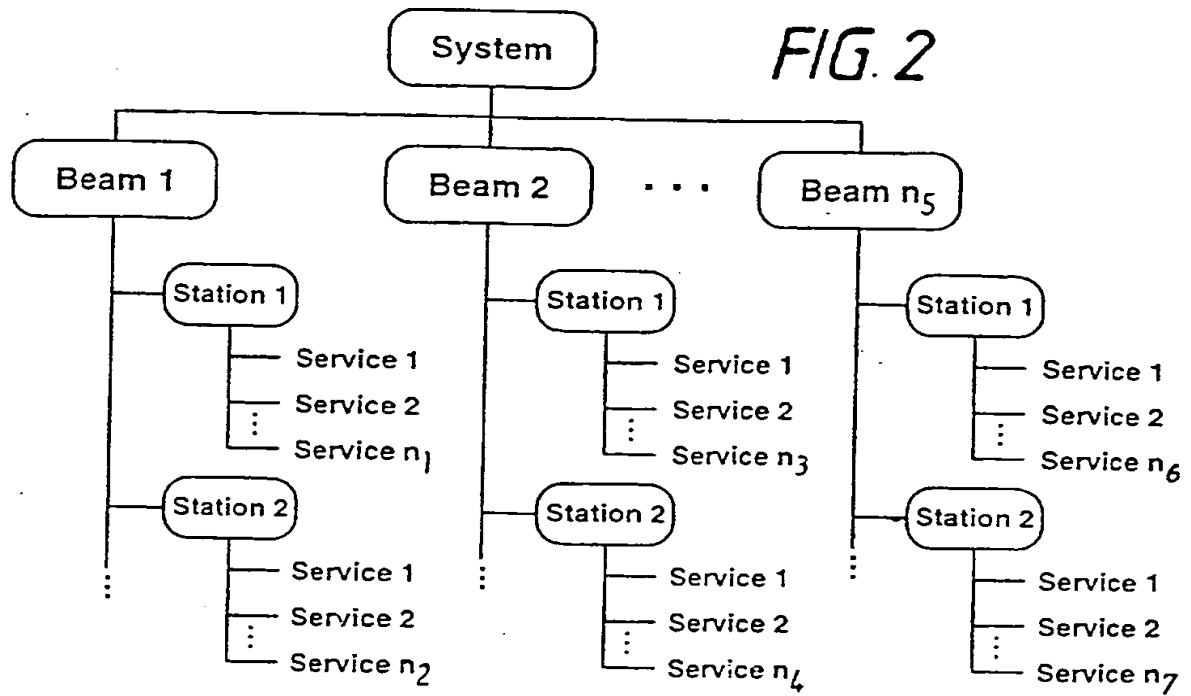 System
FIG. 2
Beam 1
Beam 2
. . .
Beam n5
Station 1
Service 1
Service 2
Service n1
Station 2
Service 1
Service 2
Service n2
Station 1
Service 1
Service 2
Service n3
Station 2
Service 1
Service 2
Service n4
Station 1
Service 1
Service 2
Service n6
Station 2
Service 1
Service 2
Service n7